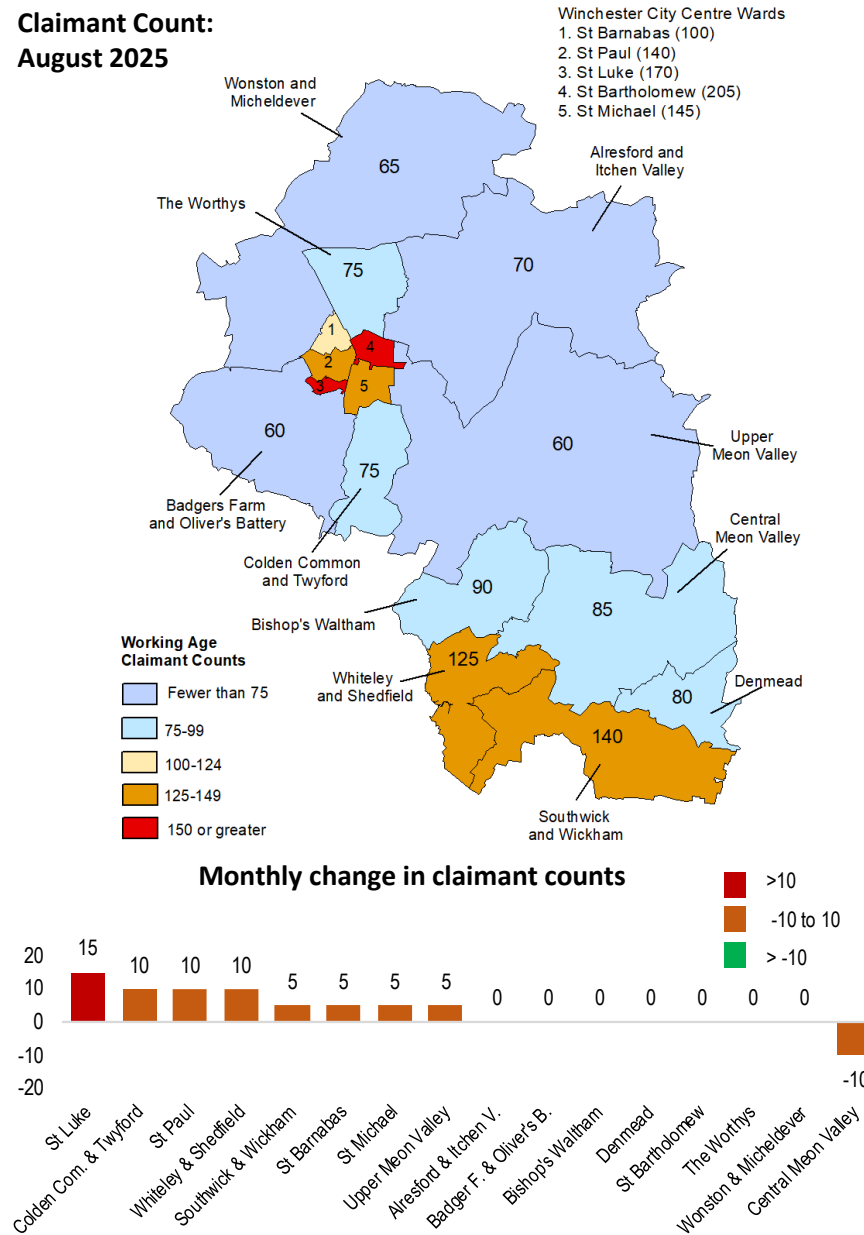 Claimant Count:
August 2025
Winchester City Centre Wards
1. St Barnabas (100)
2. St Paul (140)
3. St Luke (170)
4. St Bartholomew (205)
5. St Michael (145)
Wonston and
Micheldever
65
Alresford and
Itchen Valley
The Worthys
75
70
1
4
2
3
5
60
60
Upper
Meon Valley
75
Badgers Farm
and Oliver's Battery
Central
Meon Valley
Colden Common
and Twyford
90
85
Bishop's Waltham
125
Whiteley
and Shedfield
Denmead
80
140
Southwick
and Wickham
Working Age
Claimant Counts
Fewer than 75
75-99
100-124
125-149
150 or greater
Monthly change in claimant counts
>10
-10 to 10
> -10
20
10
0
-10
-20
15
10
10
10
5
5
5
5
0
0
0
0
0
0
0
-10
St Luke
Colden Com. & Twyford
St Paul
Whiteley & Shedfield
Southwick & Wickham
St Barnabas
St Michael
Upper Meon Valley
Alresford & Itchen V.
Badger F. & Oliver's B.
Bishop's Waltham
Denmead
St Bartholomew
The Worthys
Wonston & Micheldever
Central Meon Valley